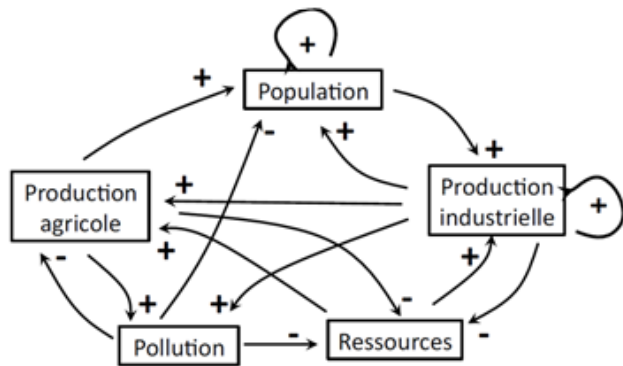 +
+
Population
-
+
+
Production
agricole
+
Production
industrielle
+
-
+
+
+
-
+
-
-
Pollution
Ressources